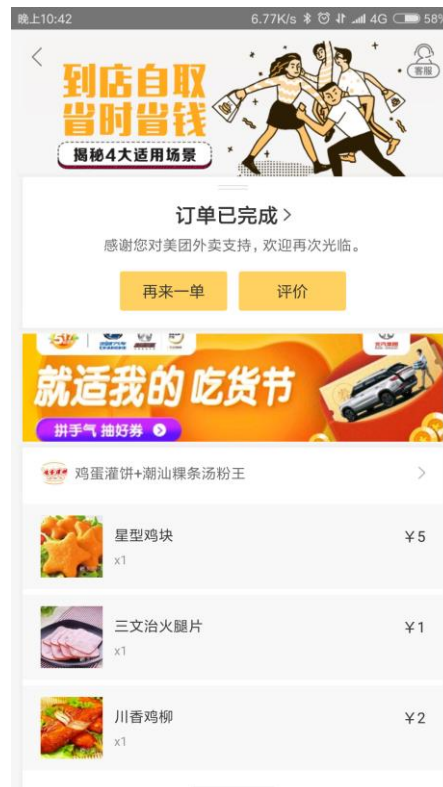 晚上10:42
6.77K/s
4G
58%
到店自取
省时省钱
揭秘4大适用场景
客服
订单已完成
感谢您对美团外卖支持，欢迎再次光临。
再来一单
评价
就适我的 吃货节
拼手气 抽好券
鸡蛋灌饼+潮汕粿条汤粉王
星型鸡块
￥5
x1
三文治火腿片
￥1
x1
川香鸡柳
￥2
x1